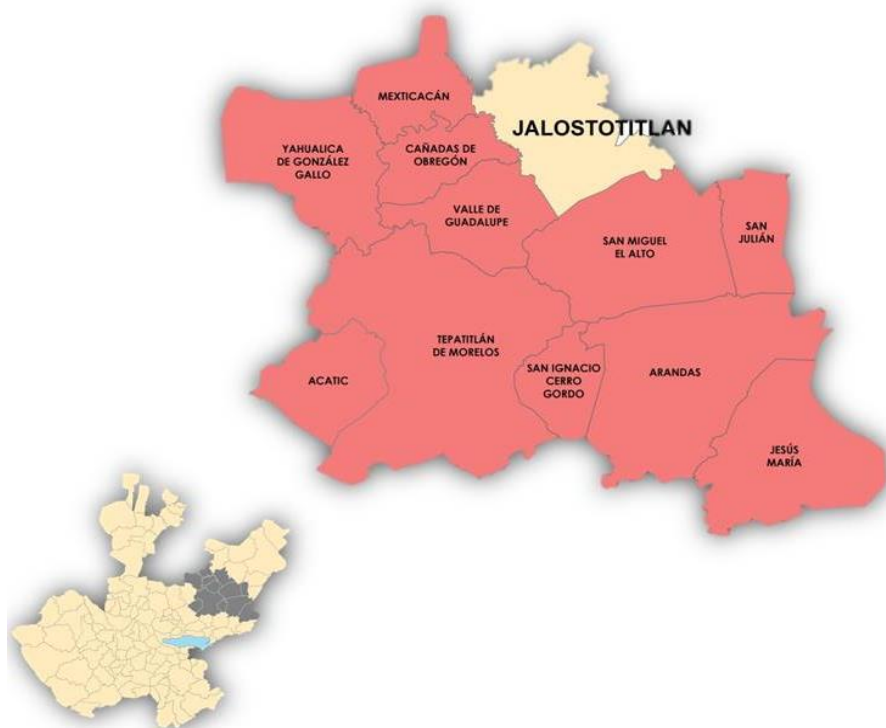 MEXTICACÁN
JALOSTOTITLAN
YAHUALICA
DE GONZÁLEZ
GALLO
CAÑADAS DE
OBREGÓN
VALLE DE
GUADALUPE
SAN MIGUEL
EL ALTO
SAN
JULIÁN
TEPATITLÁN
DE MORELOS
ACATIC
SAN IGNACIO
CERRO
GORDO
ARANDAS
JESÚS
MARÍA